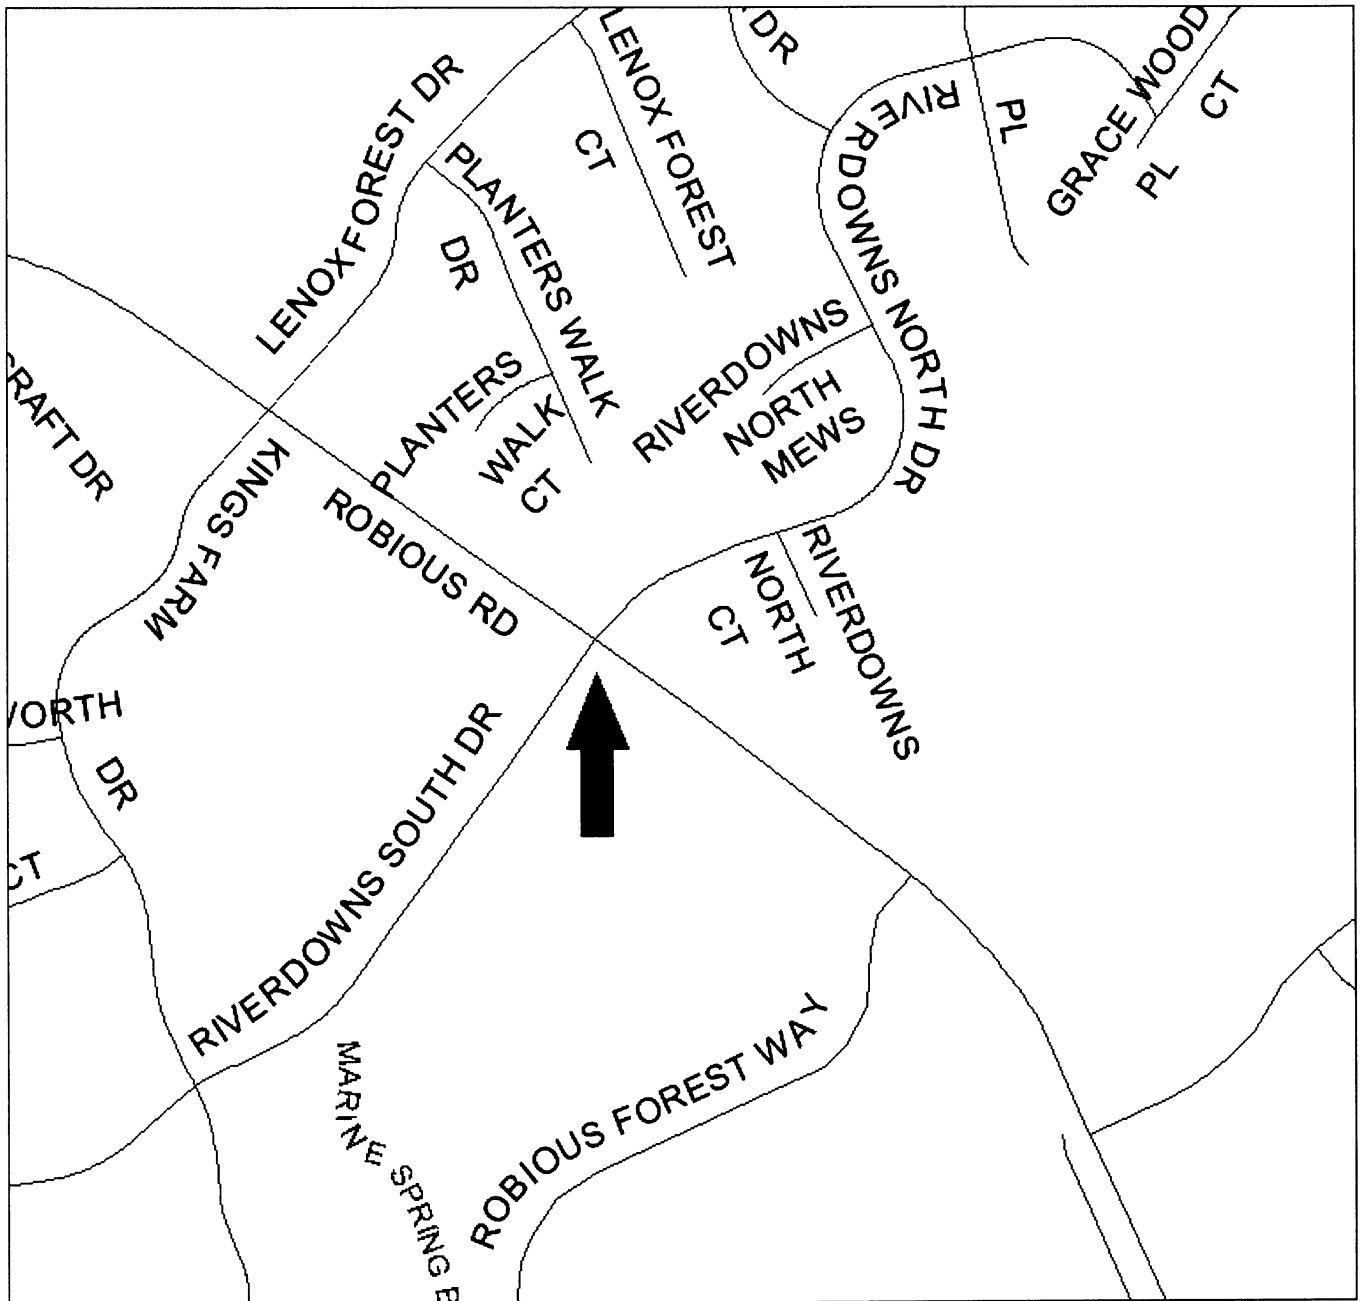 LENOX FOREST DR
LENOX FOREST
CT
DR
RIVERDOWNS NORTH DR
PL
GRACE WOOD
CT
PL
PLANTERS WALK
DR
RIVERDOWNS
NORTH
MEWS
PLANTERS
WALK
CT
CRAFT DR
KINGS FARM
ROBIOUS RD
RIVERDOWNS
NORTH
CT
WORTH
DR
CT
RIVERDOWNS SOUTH DR
MARINE SPRING
ROBIOUS FOREST WAY